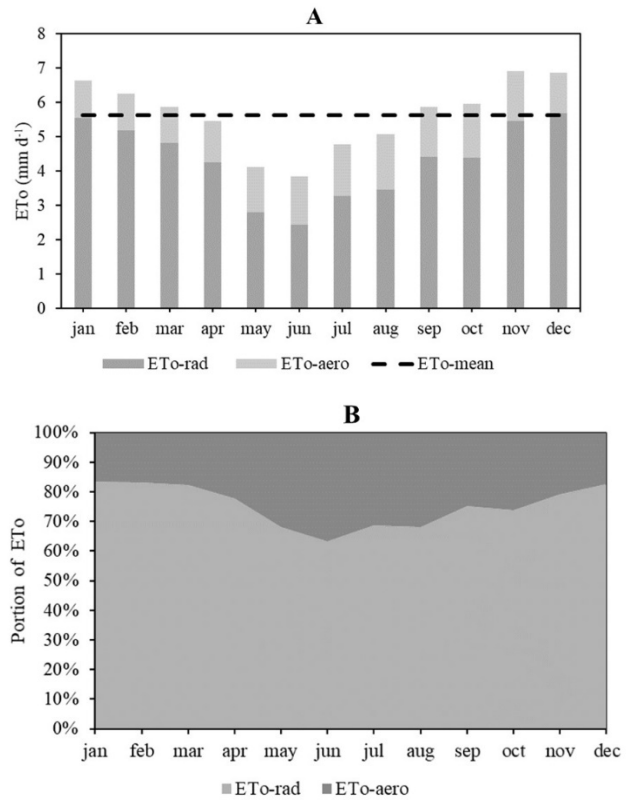 A
8
7
6
5
4
3
2
1
0
ETo (mm d⁻¹)
jan feb mar apr may jun jul aug sep oct nov dec
ETo-rad ETo-aero ETo-mean
B
100%
90%
80%
70%
60%
50%
40%
30%
20%
10%
0%
Portion of ETo
jan feb mar apr may jun jul aug sep oct nov dec
ETo-rad ETo-aero